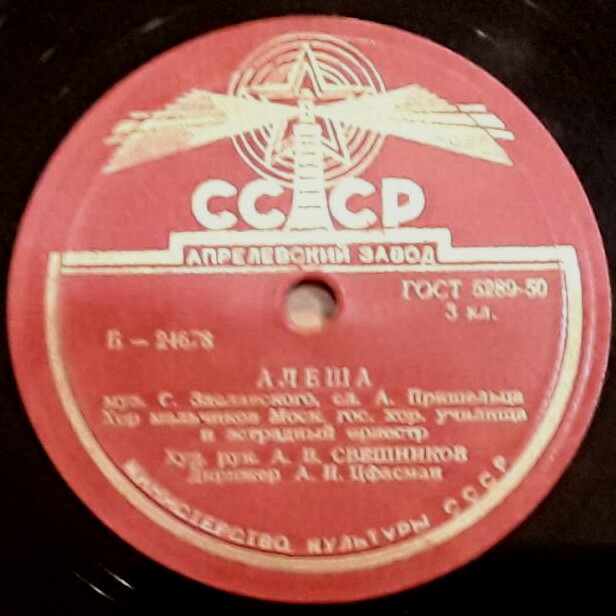 СССР
АПРЕЛЕВСКИЙ ЗАВОД
ГОСТ 5289-50
3 кл.
Б — 24678
АЛЕША
муз. С. Заславского, сл. А. Пришельца
Хор мальчиков Моск. гос. хор. училища
и эстрадный оркестр
Худ. рук. А. В. СВЕШНИКОВ
Дирижер А. Н. Цфасман
МИНИСТЕРСТВО КУЛЬТУРЫ СССР